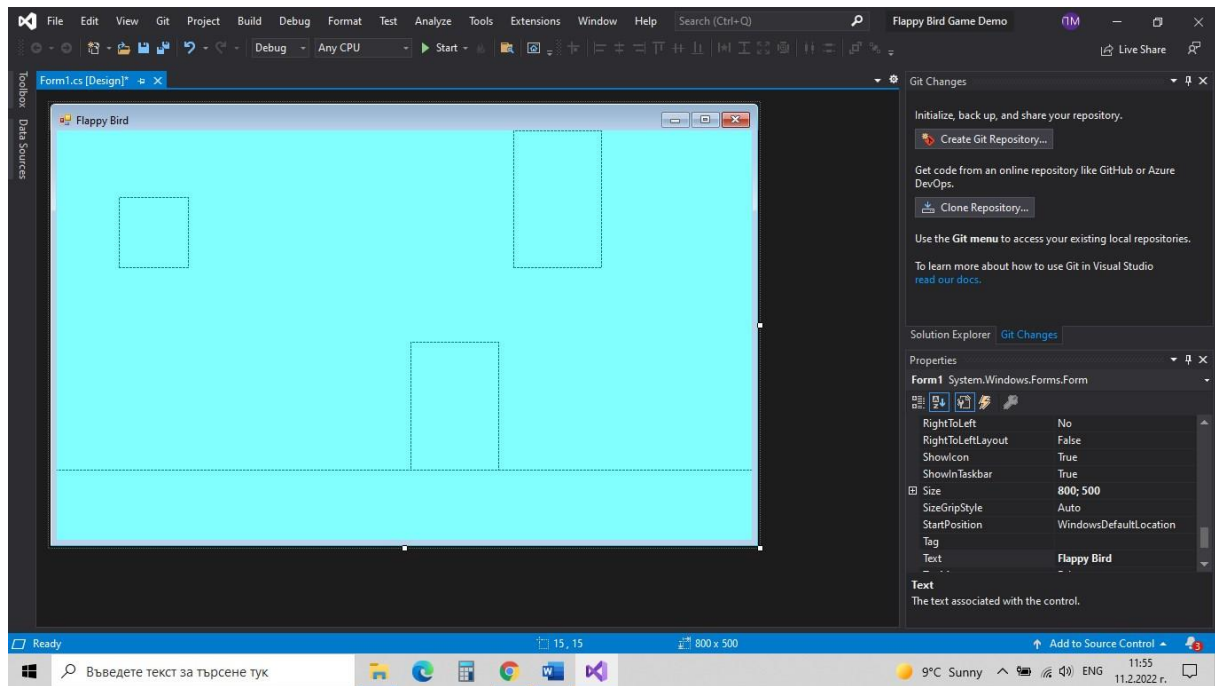 File Edit View Git Project Build Debug Format Test Analyze Tools Extensions Window Help Search (Ctrl+Q) Flappy Bird Game Demo ПМ
Debug Any CPU Start Live Share
Toolbox
Data Sources
Form1.cs [Design]*
Flappy Bird
Git Changes
Initialize, back up, and share your repository.
Create Git Repository...
Get code from an online repository like GitHub or Azure
DevOps.
Clone Repository...
Use the Git menu to access your existing local repositories.
To learn more about how to use Git in Visual Studio
read our docs.
Solution Explorer Git Changes
Properties
Form1 System.Windows.Forms.Form
RightToLeft No
RightToLeftLayout False
ShowIcon True
ShowInTaskbar True
Size 800; 500
SizeGripStyle Auto
StartPosition WindowsDefaultLocation
Tag
Text Flappy Bird
Text
The text associated with the control.
Ready 15, 15 800 x 500 Add to Source Control 3
Въведете текст за търсене тук 9°C Sunny ENG 11:55
11.2.2022 г.